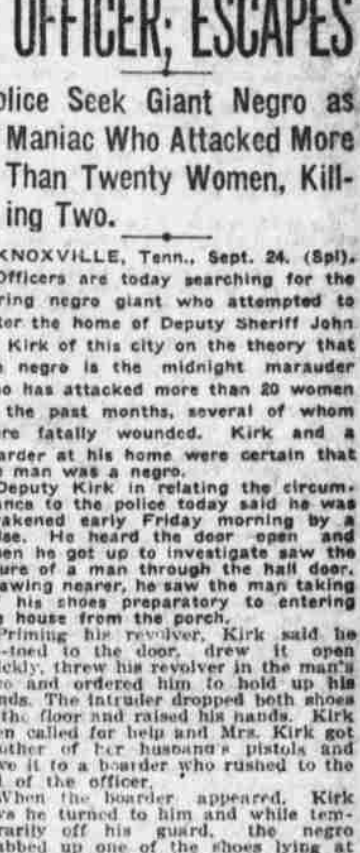 OFFICER; ESCAPES
olice Seek Giant Negro as
Maniac Who Attacked More
Than Twenty Women, Kill-
ing Two.
KNOXVILLE, Tenn., Sept. 24. (Spl).
Officers are today searching for the
ring negro giant who attempted to
ter the home of Deputy Sheriff John
Kirk of this city on the theory that
e negro is the midnight marauder
o has attacked more than 20 women
the past months, several of whom
re fatally wounded. Kirk and a
arder at his home were certain that
e man was a negro.
Deputy Kirk in relating the circum-
ance to the police today said he was
akened early Friday morning by a
ise. He heard the door open and
en he got up to investigate saw the
ure of a man through the hall door.
awing nearer, he saw the man taking
his shoes preparatory to entering
e house from the porch.
Priming his revolver, Kirk said he
-toed to the door, drew it open
ickly, threw his revolver in the man's
ce and ordered him to hold up his
nds. The intruder dropped both shoes
the floor and raised his hands. Kirk
en called for help and Mrs. Kirk got
other of her husband's pistols and
ve it to a boarder who rushed to the
d of the officer.
When the boarder appeared, Kirk
ys he turned to him and while tem-
rarily off his guard, the negro
abbed up one of the shoes lying at